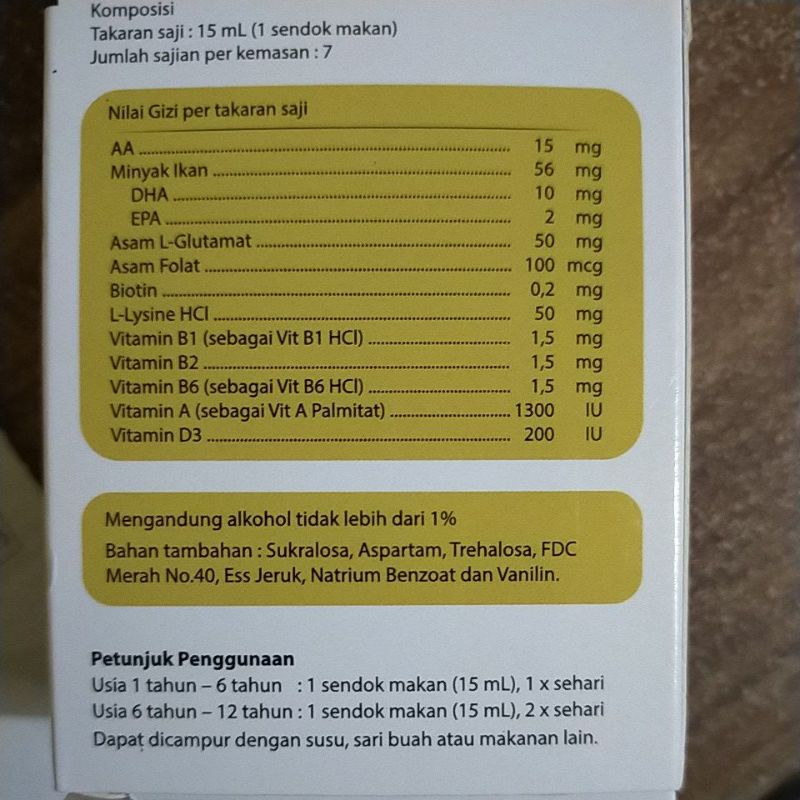 Komposisi
Takaran saji : 15 mL (1 sendok makan)
Jumlah sajian per kemasan : 7
Nilai Gizi per takaran saji
AA ........ 15 mg
Minyak Ikan ........ 56 mg
DHA ........ 10 mg
EPA ........ 2 mg
Asam L-Glutamat ........ 50 mg
Asam Folat ........ 100 mcg
Biotin ........ 0,2 mg
L-Lysine HCl ........ 50 mg
Vitamin B1 (sebagai Vit B1 HCl) ........ 1,5 mg
Vitamin B2 ........ 1,5 mg
Vitamin B6 (sebagai Vit B6 HCl) ........ 1,5 mg
Vitamin A (sebagai Vit A Palmitat) ........ 1300 IU
Vitamin D3 ........ 200 IU
Mengandung alkohol tidak lebih dari 1%
Bahan tambahan : Sukralosa, Aspartam, Trehalosa, FDC
Merah No.40, Ess Jeruk, Natrium Benzoat dan Vanilin.
Petunjuk Penggunaan
Usia 1 tahun – 6 tahun : 1 sendok makan (15 mL), 1 x sehari
Usia 6 tahun – 12 tahun : 1 sendok makan (15 mL), 2 x sehari
Dapat dicampur dengan susu, sari buah atau makanan lain.